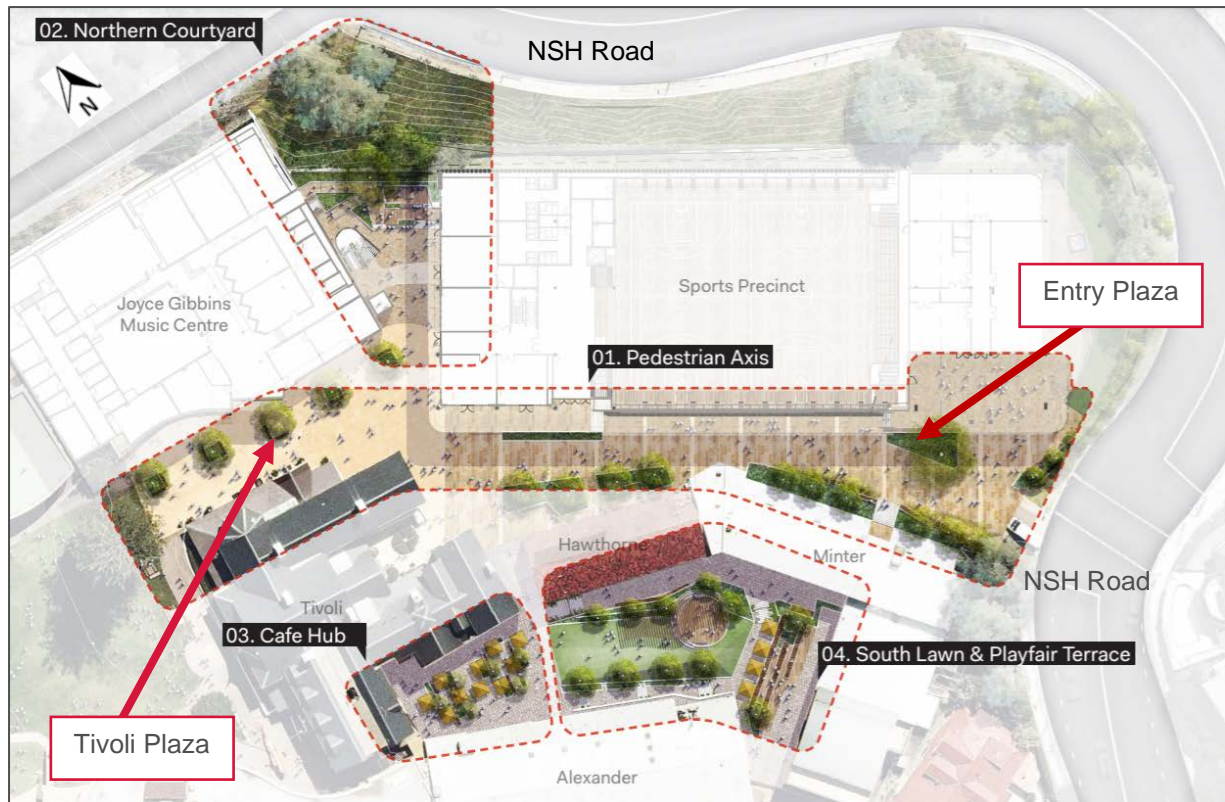 02. Northern Courtyard
NSH Road
N
Joyce Gibbins
Music Centre
Sports Precinct
Entry Plaza
01. Pedestrian Axis
Hawthorne
Minter
NSH Road
Tivoli
03. Cafe Hub
04. South Lawn & Playfair Terrace
Tivoli Plaza
Alexander